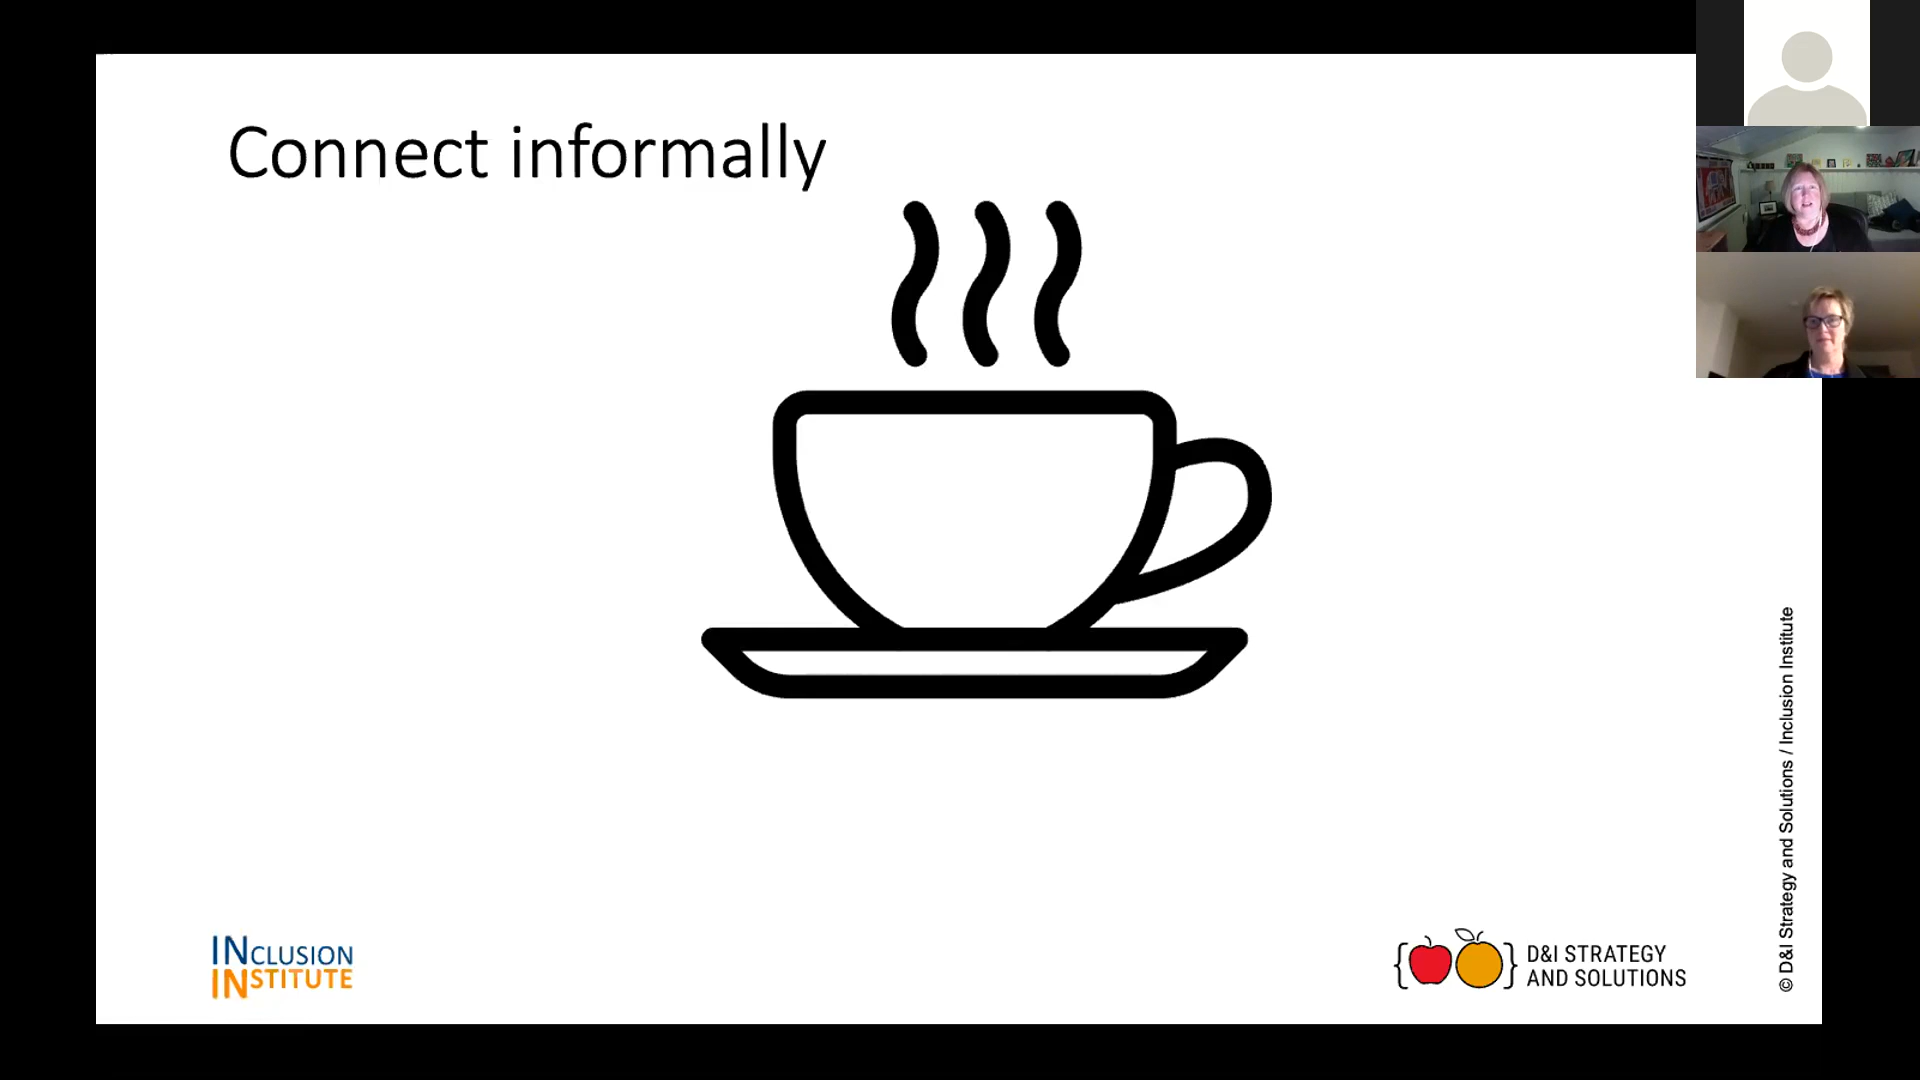 Connect informally
INCLUSION
INSTITUTE
D&I STRATEGY
AND SOLUTIONS
© D&I Strategy and Solutions / Inclusion Institute